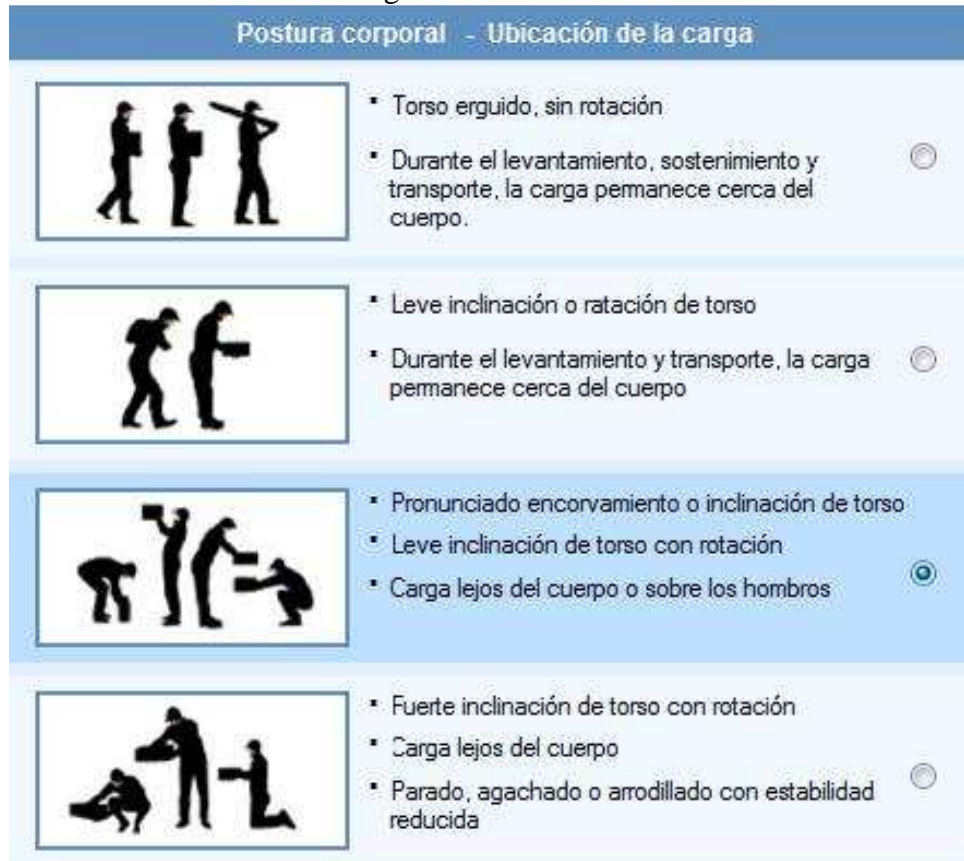 Postura corporal - Ubicación de la carga
▪ Torso erguido, sin rotación
▪ Durante el levantamiento, sostenimiento y
transporte, la carga permanece cerca del
cuerpo.
▪ Leve inclinación o ratación de torso
▪ Durante el levantamiento y transporte, la carga
permanece cerca del cuerpo
▪ Pronunciado encorvamiento o inclinación de torso
▪ Leve inclinación de torso con rotación
▪ Carga lejos del cuerpo o sobre los hombros
▪ Fuerte inclinación de torso con rotación
▪ Carga lejos del cuerpo
▪ Parado, agachado o arrodillado con estabilidad
reducida